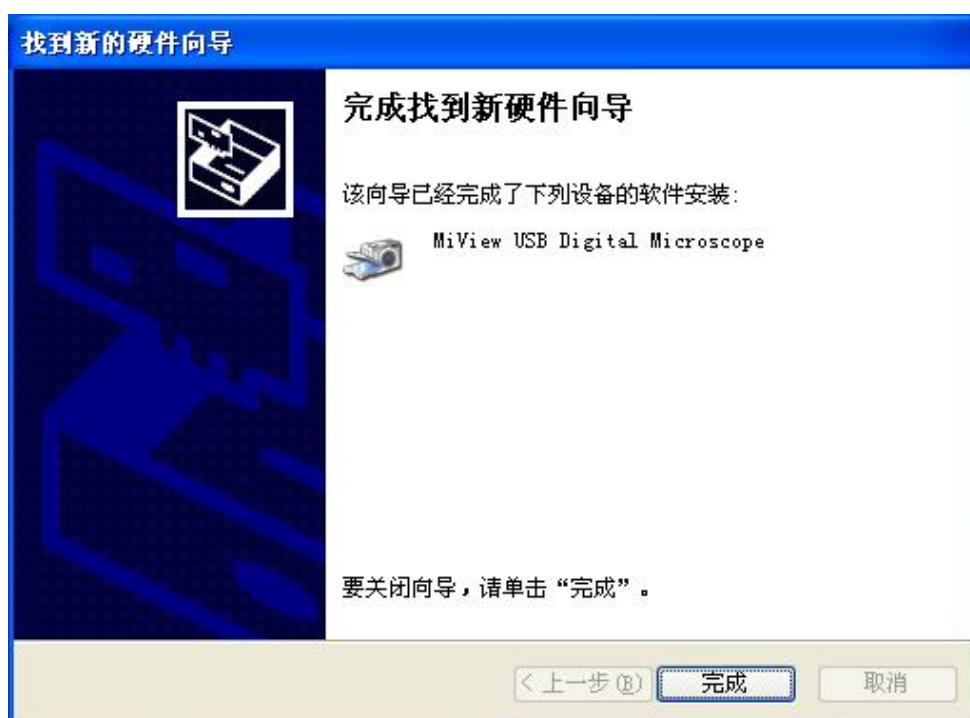 找到新的硬件向导
完成找到新硬件向导
该向导已经完成了下列设备的软件安装:
MiView USB Digital Microscope
要关闭向导，请单击“完成”。
<上一步(B)
完成
取消